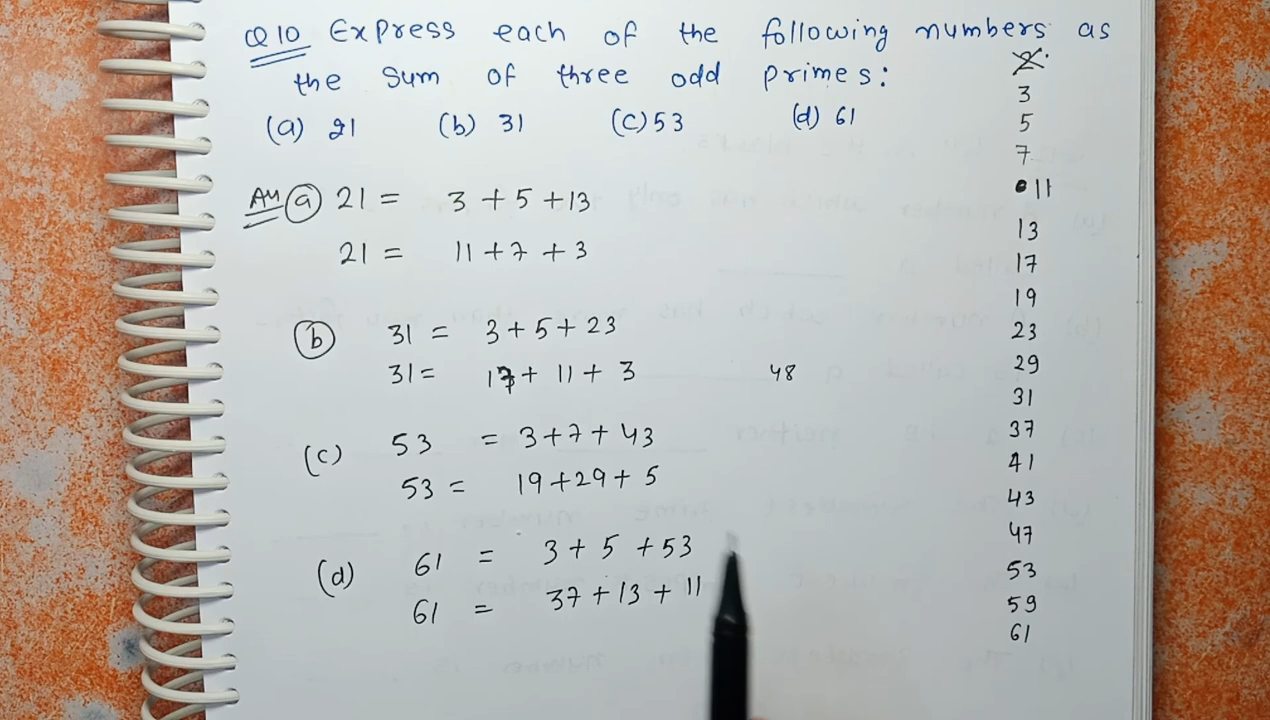 Q10 Express each of the following numbers as
the sum of three odd primes:
(a) 21 (b) 31 (c) 53 (d) 61
Ans (a) 21 = 3 + 5 + 13
21 = 11 + 7 + 3
(b) 31 = 3 + 5 + 23
31 = 17 + 11 + 3 48
(c) 53 = 3 + 7 + 43
53 = 19 + 29 + 5
(d) 61 = 3 + 5 + 53
61 = 37 + 13 + 11
2
3
5
7
11
13
17
19
23
29
31
37
41
43
47
53
59
61